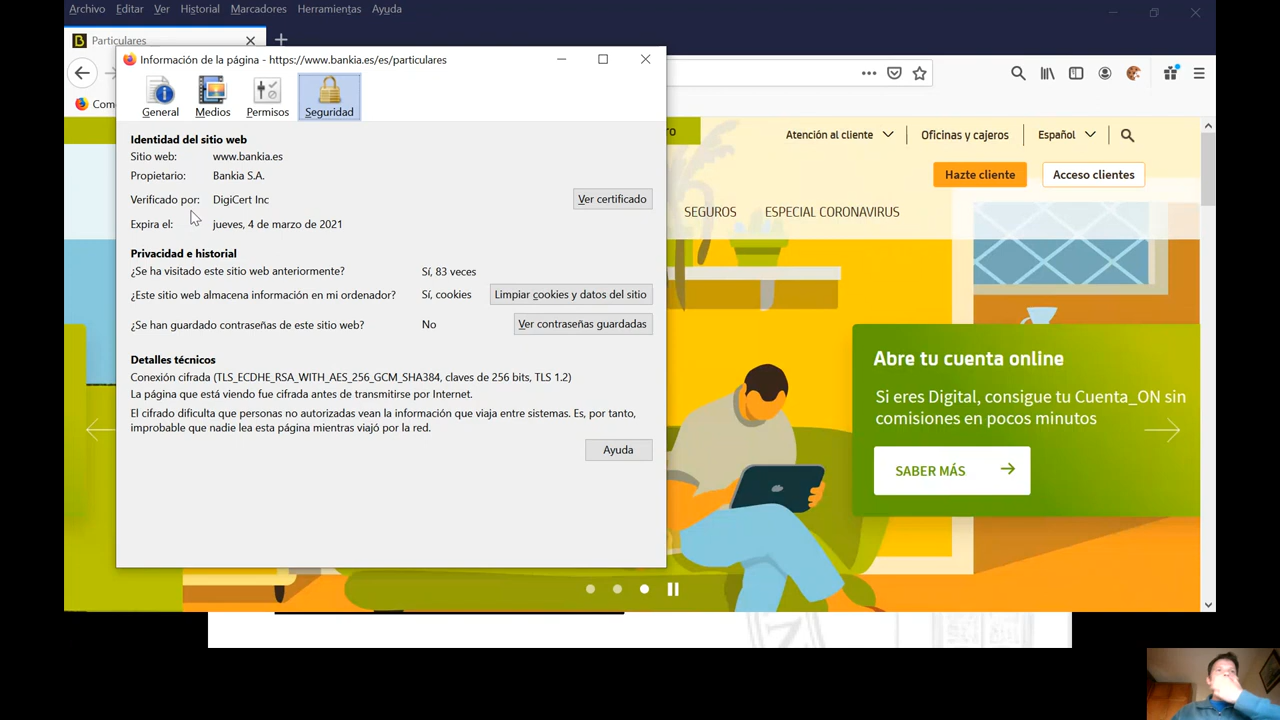 Archivo Editar Ver Historial Marcadores Herramientas Ayuda
Particulares
Información de la página - https://www.bankia.es/es/particulares
General Medios Permisos Seguridad
Com
Identidad del sitio web
Sitio web: www.bankia.es
Propietario: Bankia S.A.
Verificado por: DigiCert Inc Ver certificado
Expira el: jueves, 4 de marzo de 2021
Privacidad e historial
¿Se ha visitado este sitio web anteriormente? Sí, 83 veces
¿Este sitio web almacena información en mi ordenador? Sí, cookies Limpiar cookies y datos del sitio
¿Se han guardado contraseñas de este sitio web? No Ver contraseñas guardadas
Detalles técnicos
Conexión cifrada (TLS_ECDHE_RSA_WITH_AES_256_GCM_SHA384, claves de 256 bits, TLS 1.2)
La página que está viendo fue cifrada antes de transmitirse por Internet.
El cifrado dificulta que personas no autorizadas vean la información que viaja entre sistemas. Es, por tanto,
improbable que nadie lea esta página mientras viajó por la red.
Ayuda
o
Atención al cliente Oficinas y cajeros Español
Hazte cliente Acceso clientes
SEGUROS ESPECIAL CORONAVIRUS
Abre tu cuenta online
Si eres Digital, consigue tu Cuenta_ON sin
comisiones en pocos minutos
SABER MÁS